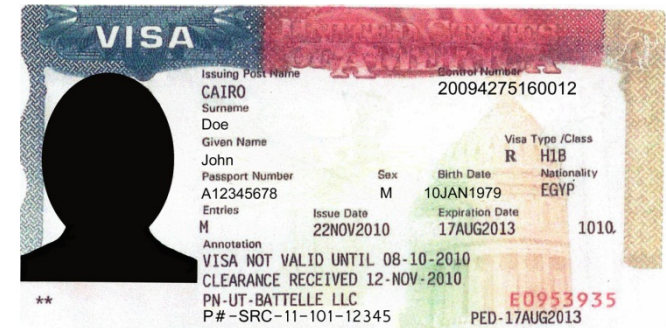 VISA UNITED STATES
OF AMERICA
Issuing Post Name Control Number
CAIRO 20094275160012
Surname
Doe
Given Name Visa Type /Class
John R H1B
Passport Number Sex Birth Date Nationality
A12345678 M 10JAN1979 EGYP
Entries Issue Date Expiration Date
M 22NOV2010 17AUG2013 1010.
Annotation
VISA NOT VALID UNTIL 08-10-2010
CLEARANCE RECEIVED 12-NOV-2010
** PN-UT-BATTELLE LLC E0953935
P#-SRC-11-101-12345 PED-17AUG2013